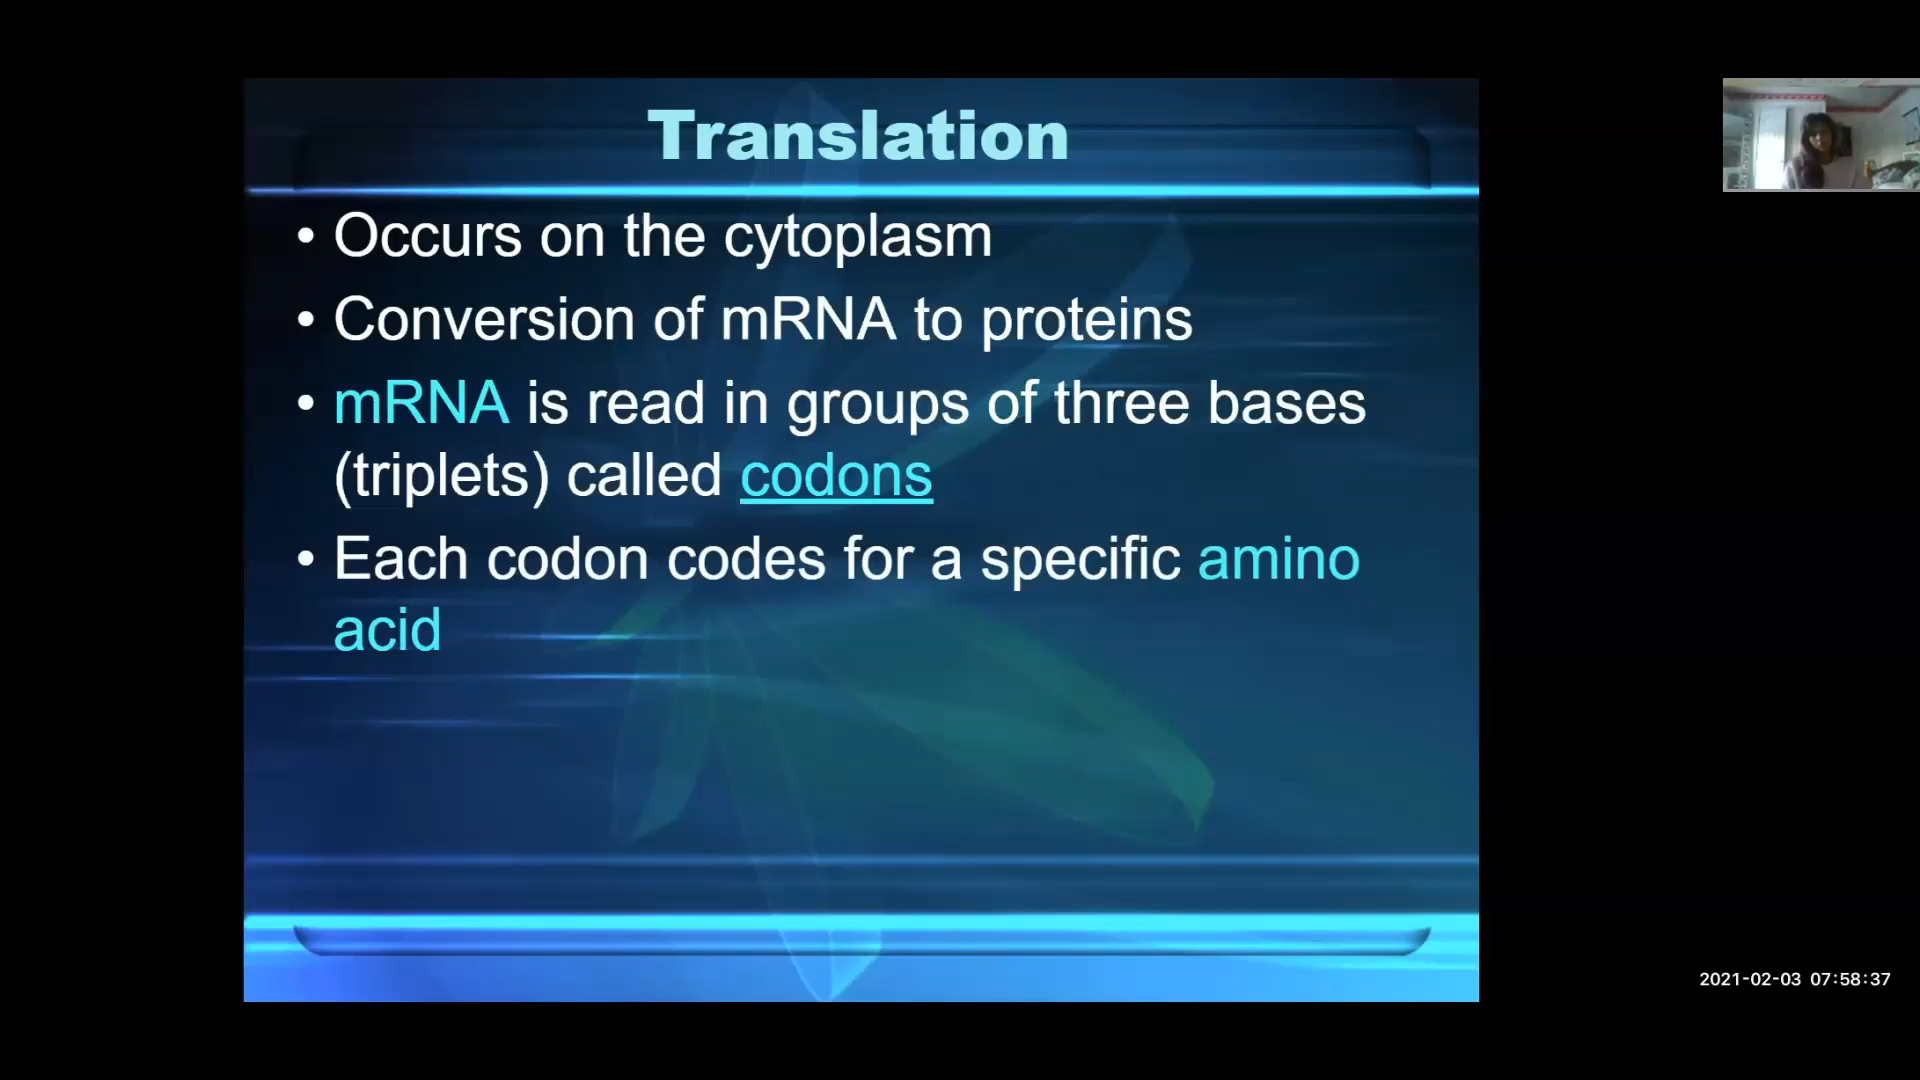 Translation
• Occurs on the cytoplasm
• Conversion of mRNA to proteins
• mRNA is read in groups of three bases
(triplets) called codons
• Each codon codes for a specific amino
acid
2021-02-03 07:58:37